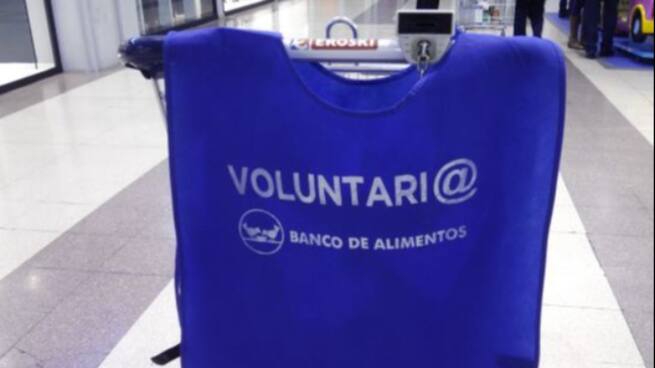 EROSKI
VOLUNTARI@
BANCO DE ALIMENTOS